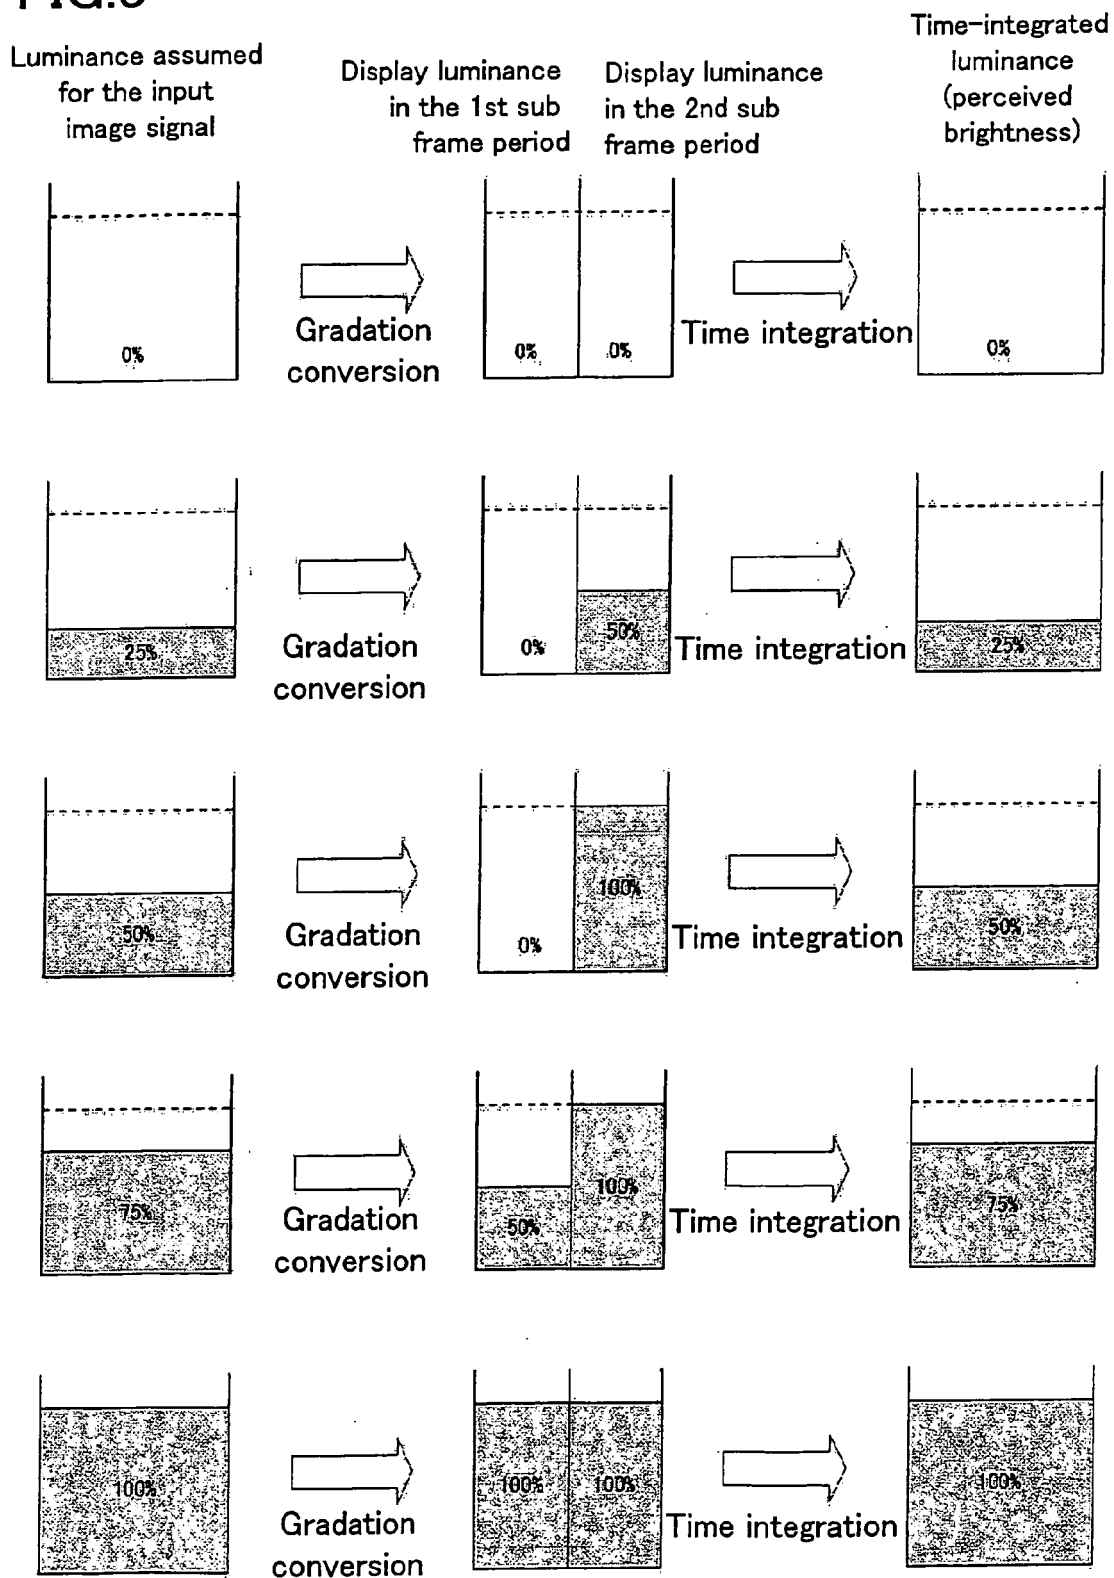 Luminance assumed
for the input
image signal
Display luminance
in the 1st sub
frame period
Display luminance
in the 2nd sub
frame period
Time-integrated
luminance
(perceived
brightness)
0%
Gradation
conversion
0%
0%
Time integration
0%
25%
Gradation
conversion
0%
50%
Time integration
25%
50%
Gradation
conversion
0%
100%
Time integration
50%
75%
Gradation
conversion
50%
100%
Time integration
75%
100%
Gradation
conversion
100%
100%
Time integration
100%